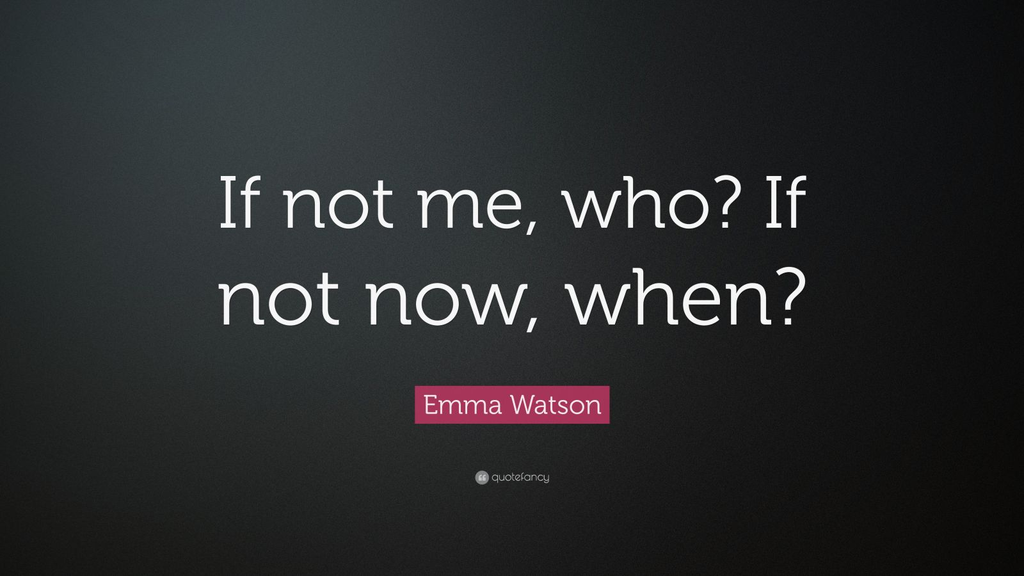 If not me, who? If
not now, when?
Emma Watson
quotefancy